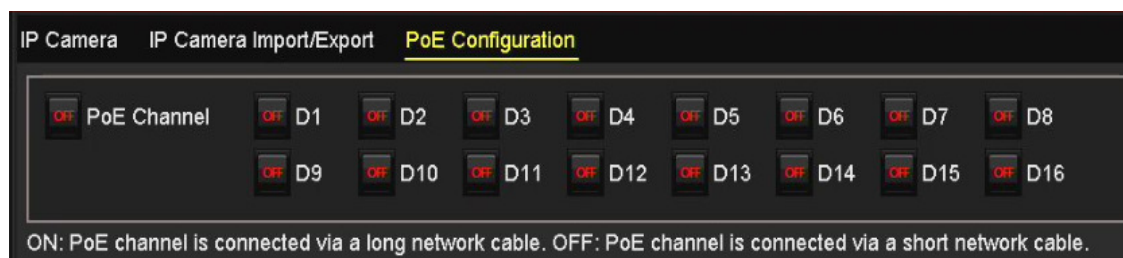 IP Camera IP Camera Import/Export PoE Configuration
OFF PoE Channel OFF D1 OFF D2 OFF D3 OFF D4 OFF D5 OFF D6 OFF D7 OFF D8
OFF D9 OFF D10 OFF D11 OFF D12 OFF D13 OFF D14 OFF D15 OFF D16
ON: PoE channel is connected via a long network cable. OFF: PoE channel is connected via a short network cable.